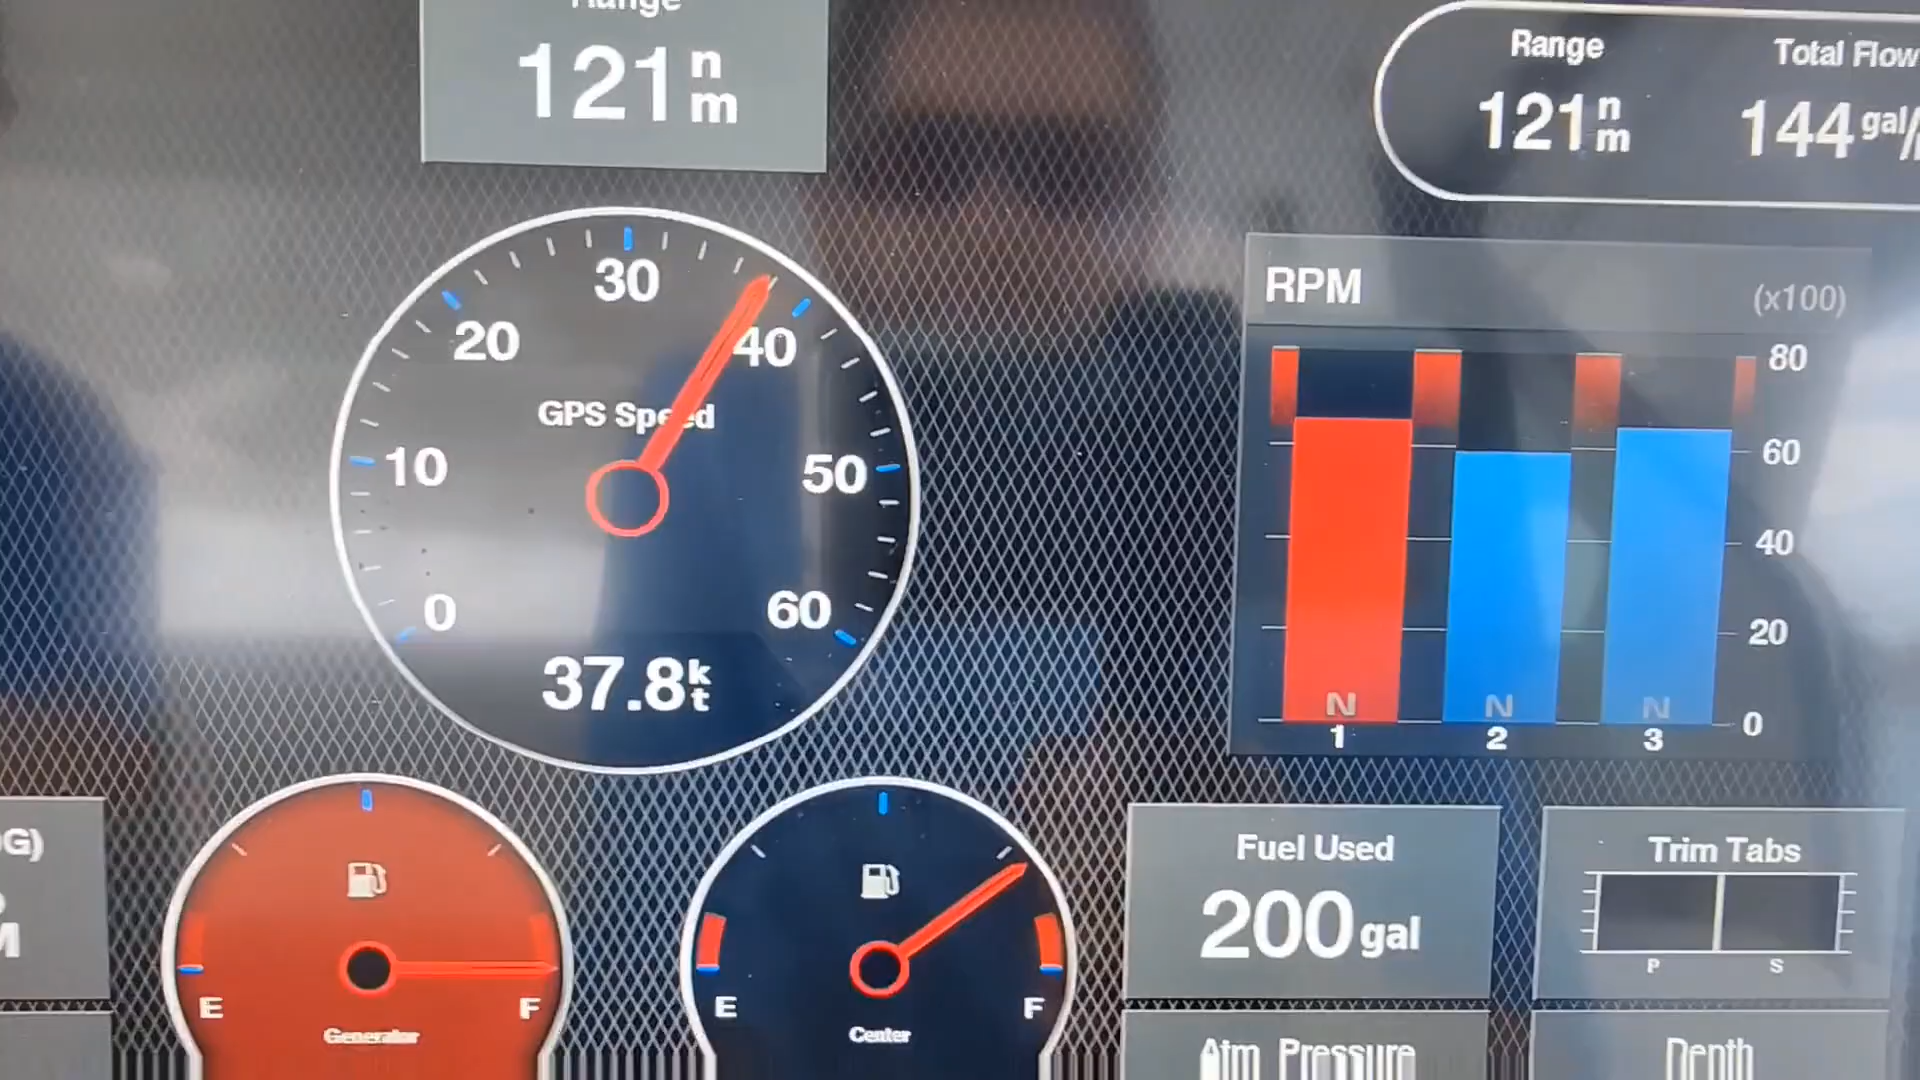 Range
121 nm
Range
121 nm
Total Flow
144 gal/
30
20
40
GPS Speed
10
50
0
60
37.8 kt
RPM
(x100)
80
60
40
20
0
N
N
N
1
2
3
G)
M
E
F
Generator
E
F
Center
Fuel Used
200 gal
Trim Tabs
P
S
Atm Pressure
Depth